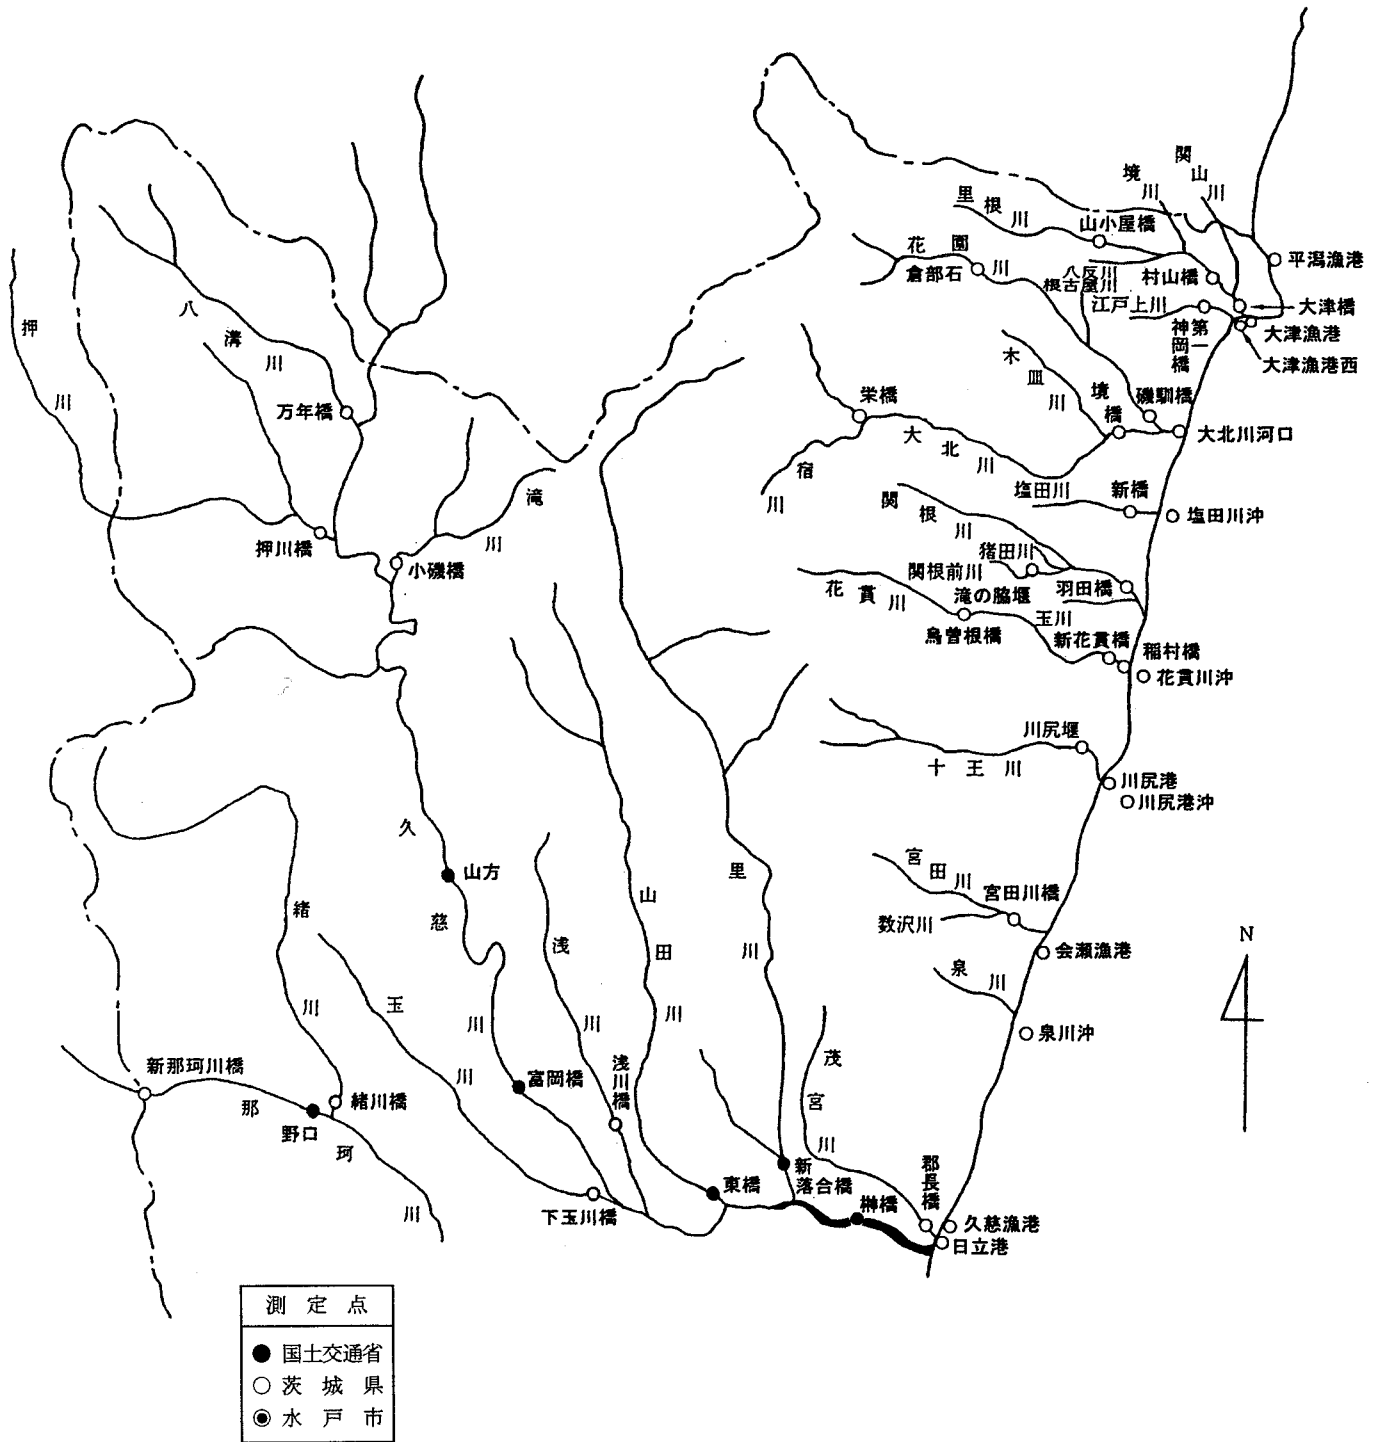 関山川
境川
里根川
山小屋橋
花園川
倉部石
八反川
根古屋川
村山橋
平潟漁港
江戸上川
大津橋
神岡第一橋
大津漁港
大津漁港西
押川
八溝川
万年橋
木皿川
境橋
磯馴橋
栄橋
大北川
大北川河口
宿川
滝川
塩田川
新橋
塩田川沖
関根川
押川橋
小磯橋
猪田川
関根前川
羽田橋
花貫川
滝の脇堰
玉川
鳥曽根橋
新花貫橋
稲村橋
花貫川沖
川尻堰
十王川
川尻港
川尻港沖
久慈川
山方
里川
宮田川
宮田川橋
数沢川
緒川
山田川
浅川
会瀬漁港
泉川
N
玉川
泉川沖
茂宮川
新那珂川橋
富岡橋
浅川橋
那珂川
緒川橋
野口
新落合橋
郡長橋
東橋
榊橋
下玉川橋
久慈漁港
日立港
測定点
国土交通省
茨城県
水戸市